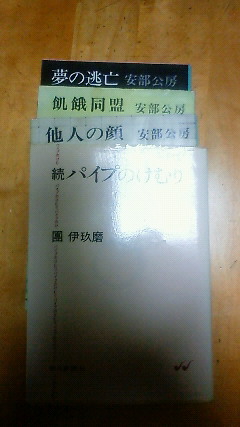 夢の逃亡 安部公房
飢餓同盟 安部公房
他人の顔 安部公房
続 パイプのけむり
團 伊玖磨